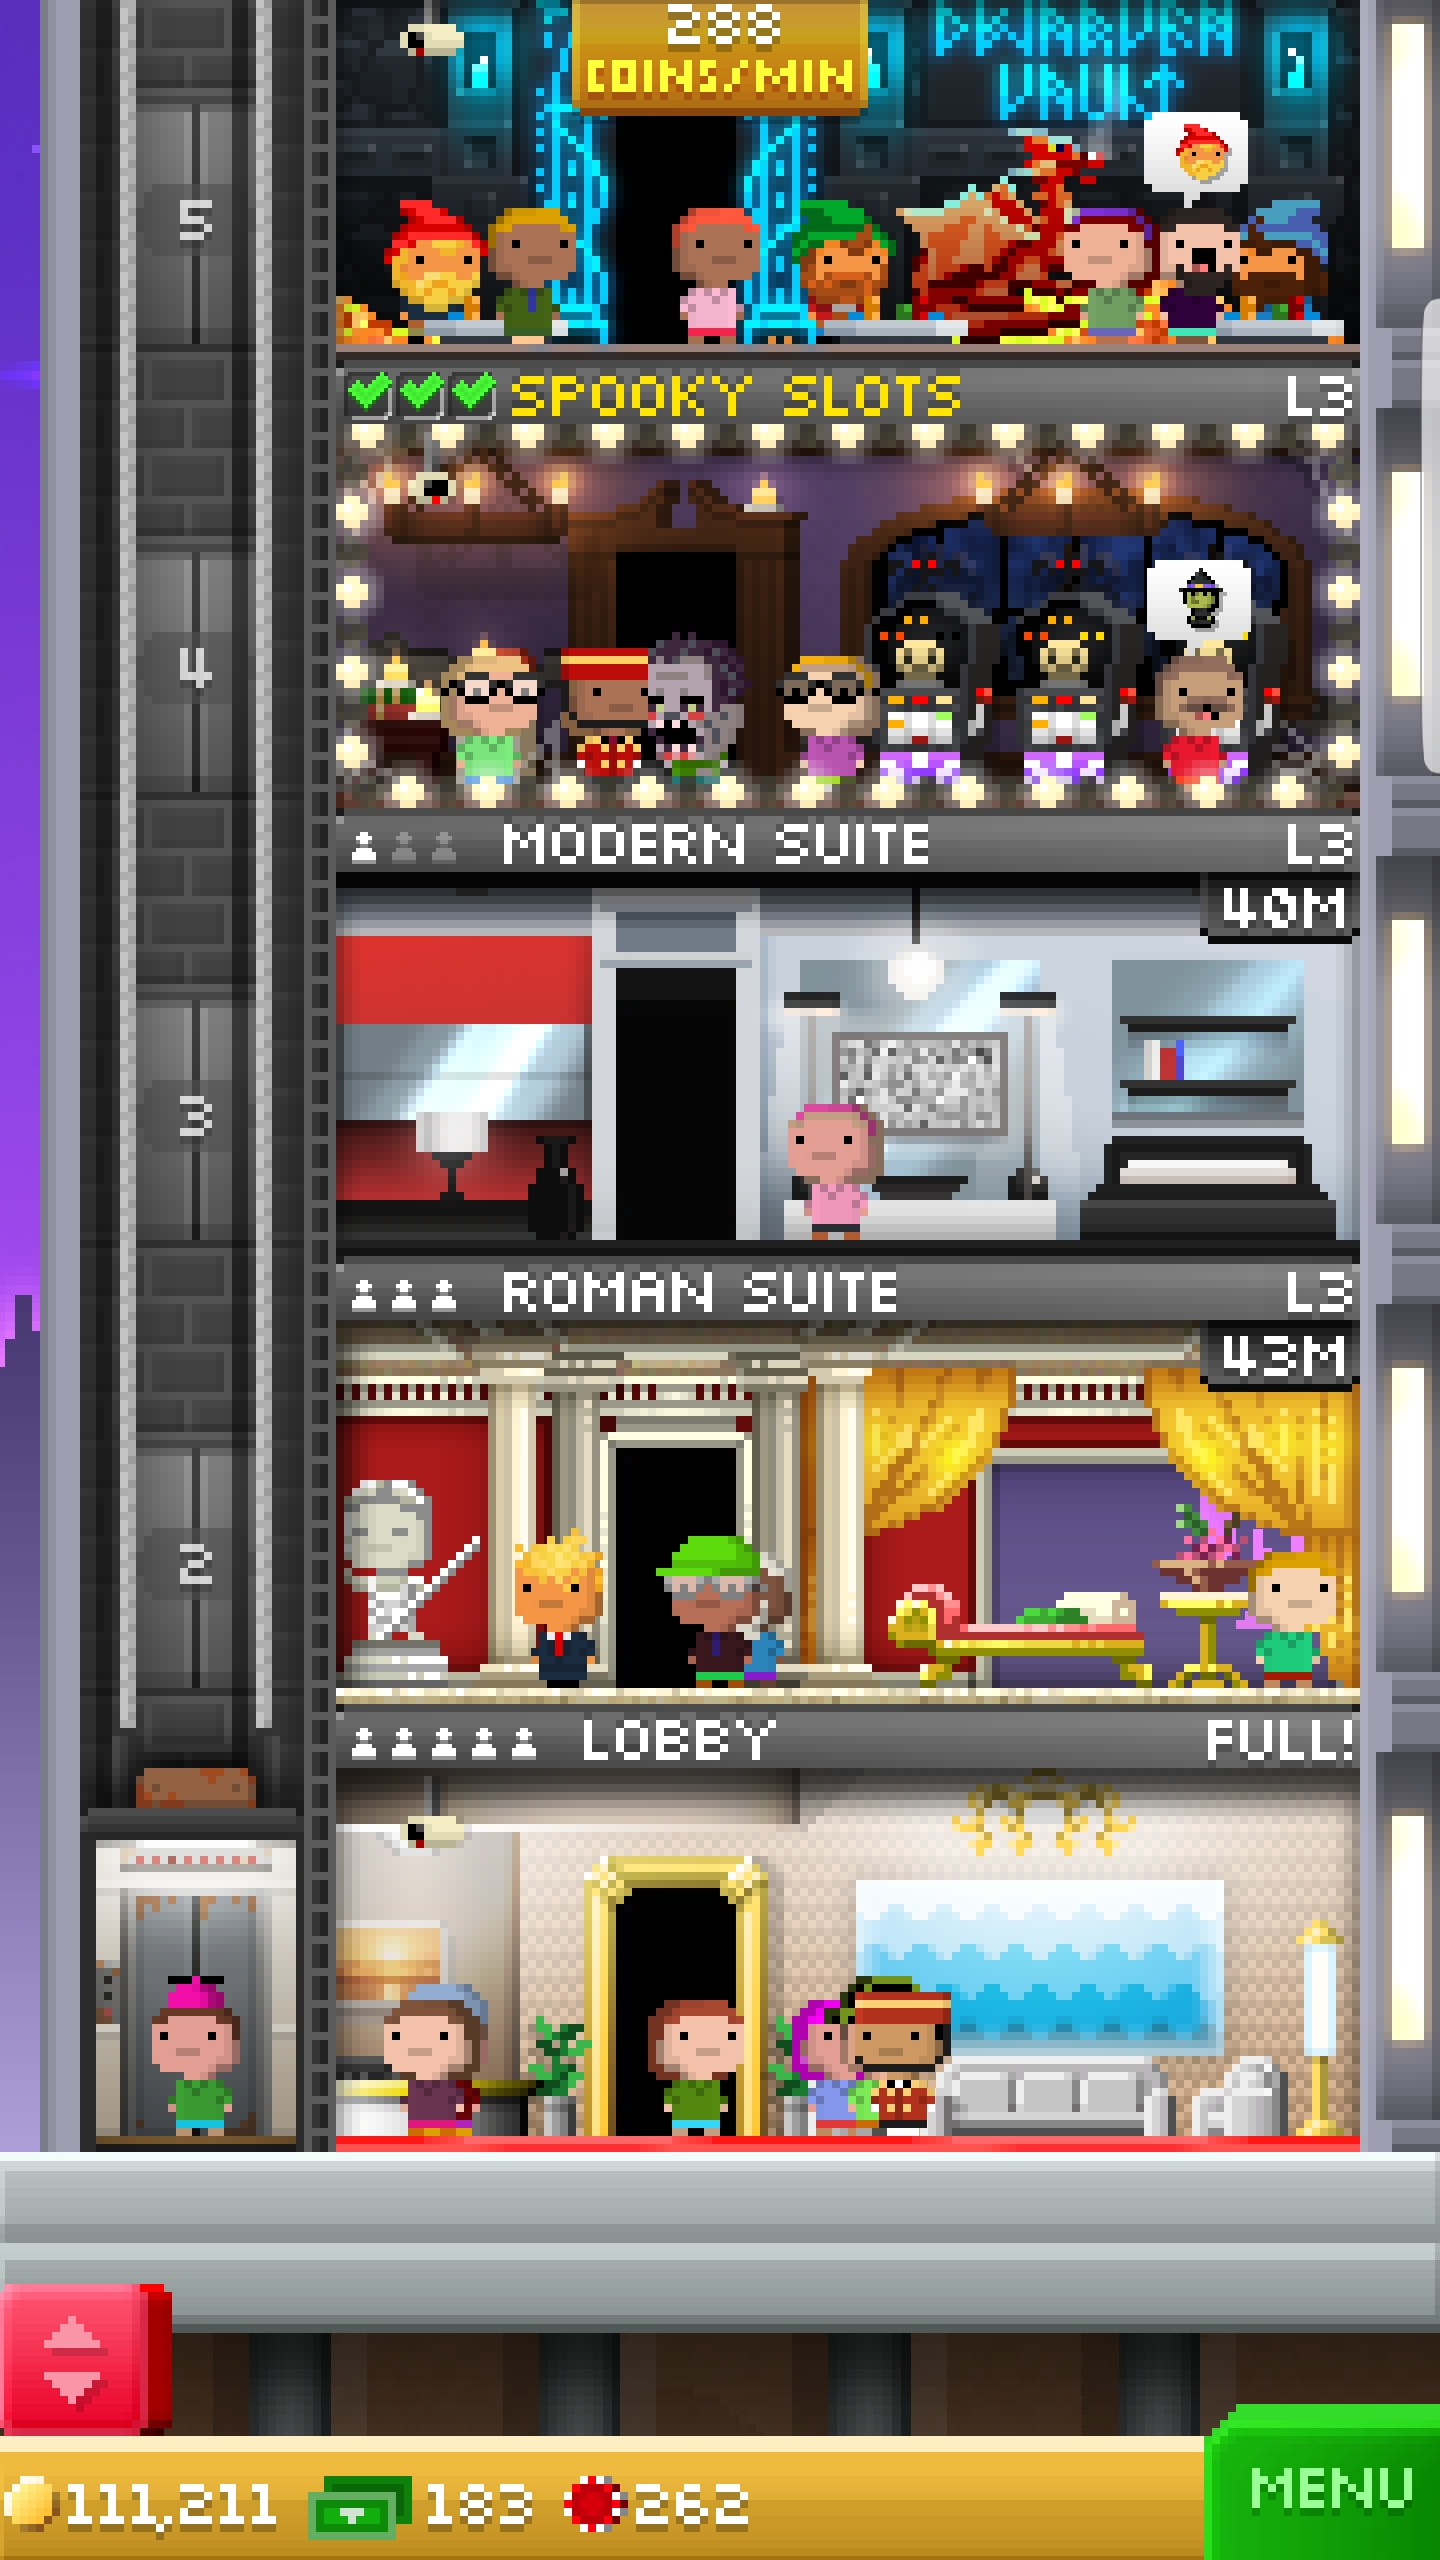 288
COINS/MIN
DWARVEN
VAULT
5
SPOOKY SLOTS L3
4
MODERN SUITE L3
40M
3
ROMAN SUITE L3
43M
2
LOBBY FULL!
111,211 183 262
MENU